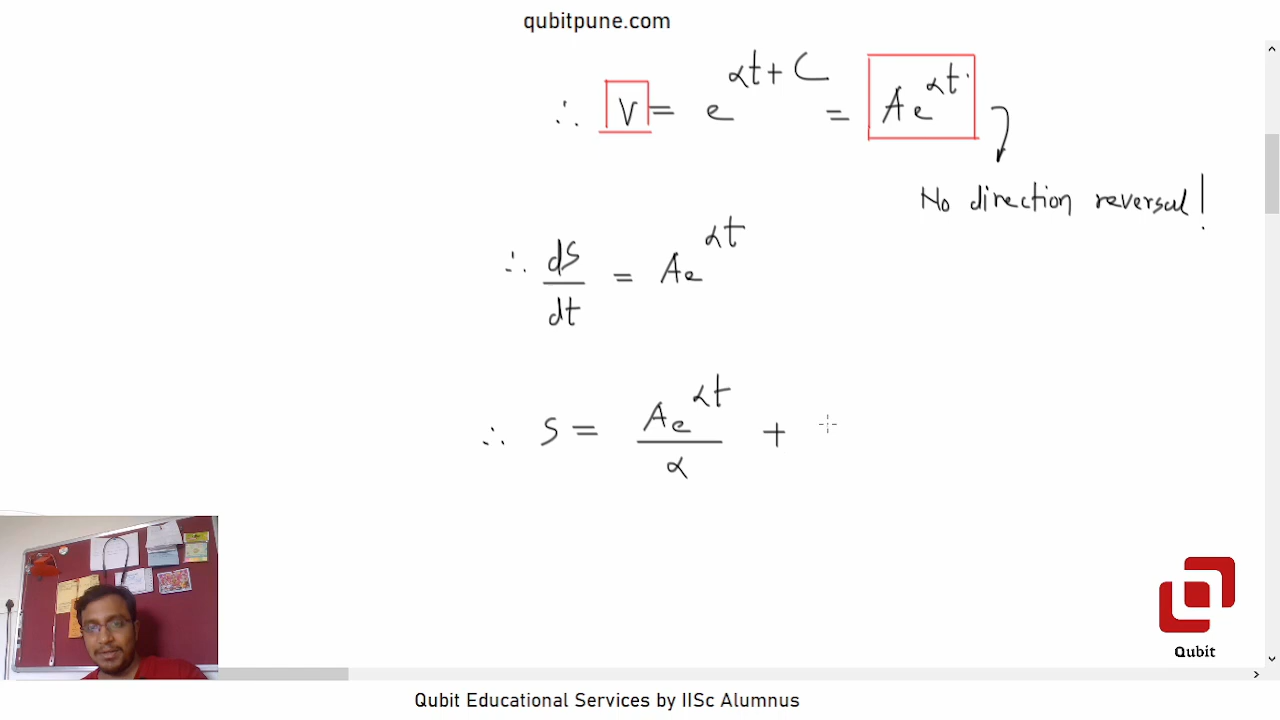 qubitpune.com
∴ v = e^(αt + C) = Ae^(αt)
No direction reversal!
∴ ds/dt = Ae^(αt)
∴ s = Ae^(αt)/α +
Qubit
Qubit Educational Services by IISc Alumnus